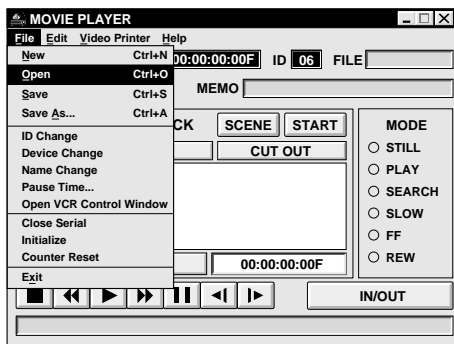 MOVIE PLAYER
File Edit Video Printer Help
New Ctrl+N
Open Ctrl+O
Save Ctrl+S
Save As... Ctrl+A
ID Change
Device Change
Name Change
Pause Time...
Open VCR Control Window
Close Serial
Initialize
Counter Reset
Exit
00:00:00:00F ID 06 FILE
MEMO
CK SCENE START
CUT OUT
00:00:00:00F
MODE
STILL
PLAY
SEARCH
SLOW
FF
REW
IN/OUT